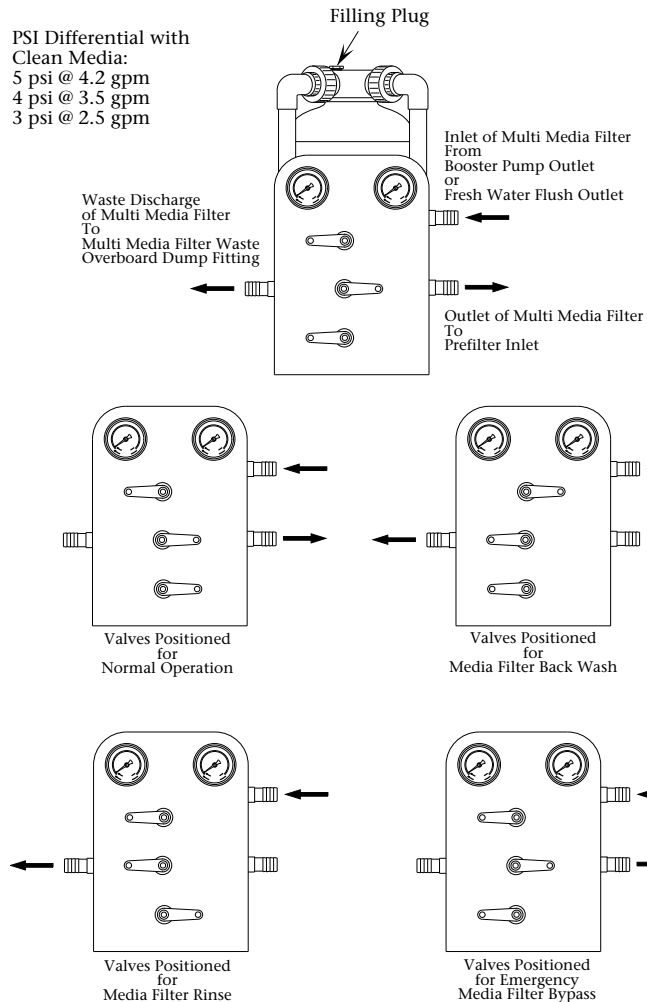 Filling Plug
PSI Differential with
Clean Media:
5 psi @ 4.2 gpm
4 psi @ 3.5 gpm
3 psi @ 2.5 gpm
Inlet of Multi Media Filter
From
Booster Pump Outlet
or
Fresh Water Flush Outlet
Waste Discharge
of Multi Media Filter
To
Multi Media Filter Waste
Overboard Dump Fitting
Outlet of Multi Media Filter
To
Prefilter Inlet
Valves Positioned
for
Normal Operation
Valves Positioned
for
Media Filter Back Wash
Valves Positioned
for
Media Filter Rinse
Valves Positioned
for Emergency
Media Filter Bypass